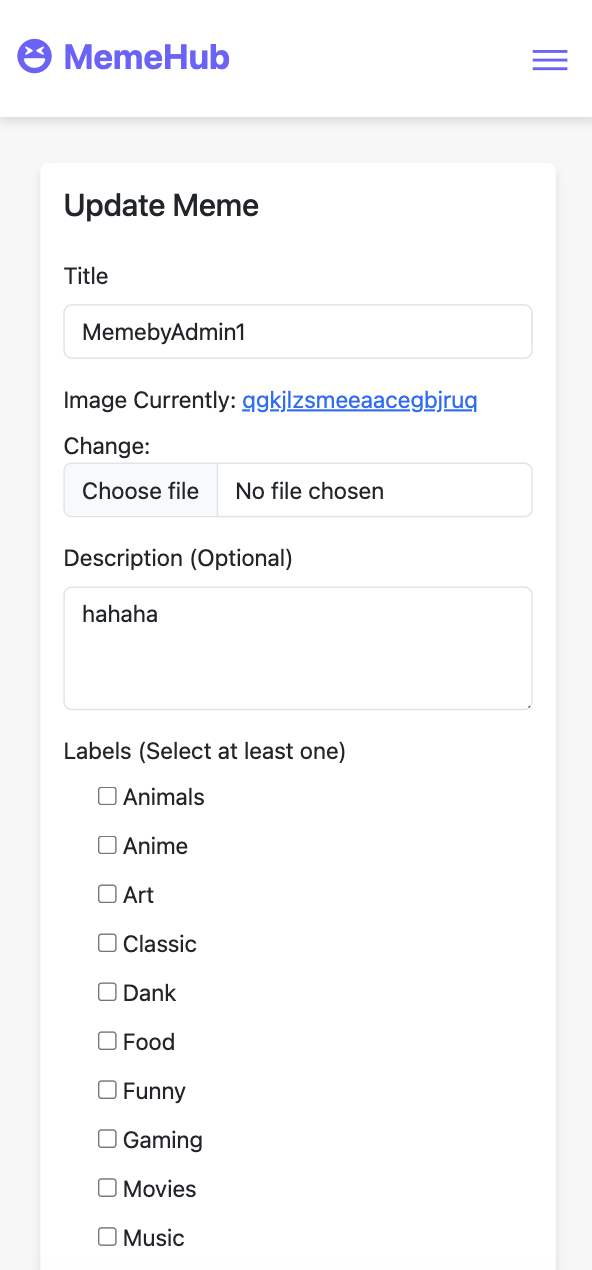 MemeHub
Update Meme
Title
MemebyAdmin1
Image Currently: qgkjlzsmeeaacegbjruq
Change:
Choose file No file chosen
Description (Optional)
hahaha
Labels (Select at least one)
Animals
Anime
Art
Classic
Dank
Food
Funny
Gaming
Movies
Music